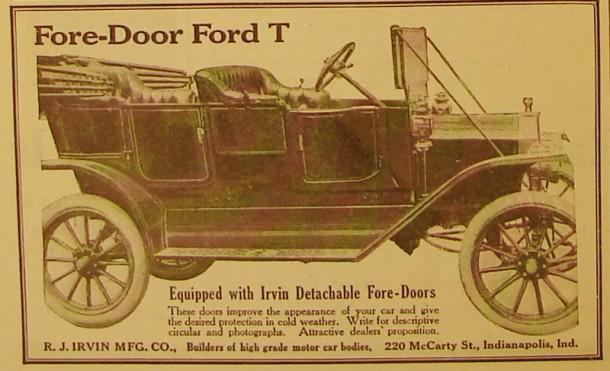 Fore-Door Ford T
Equipped with Irvin Detachable Fore-Doors
These doors improve the appearance of your car and give
the desired protection in cold weather. Write for descriptive
circular and photographs. Attractive dealers' proposition.
R. J. IRVIN MFG. CO., Builders of high grade motor car bodies, 220 McCarty St., Indianapolis, Ind.